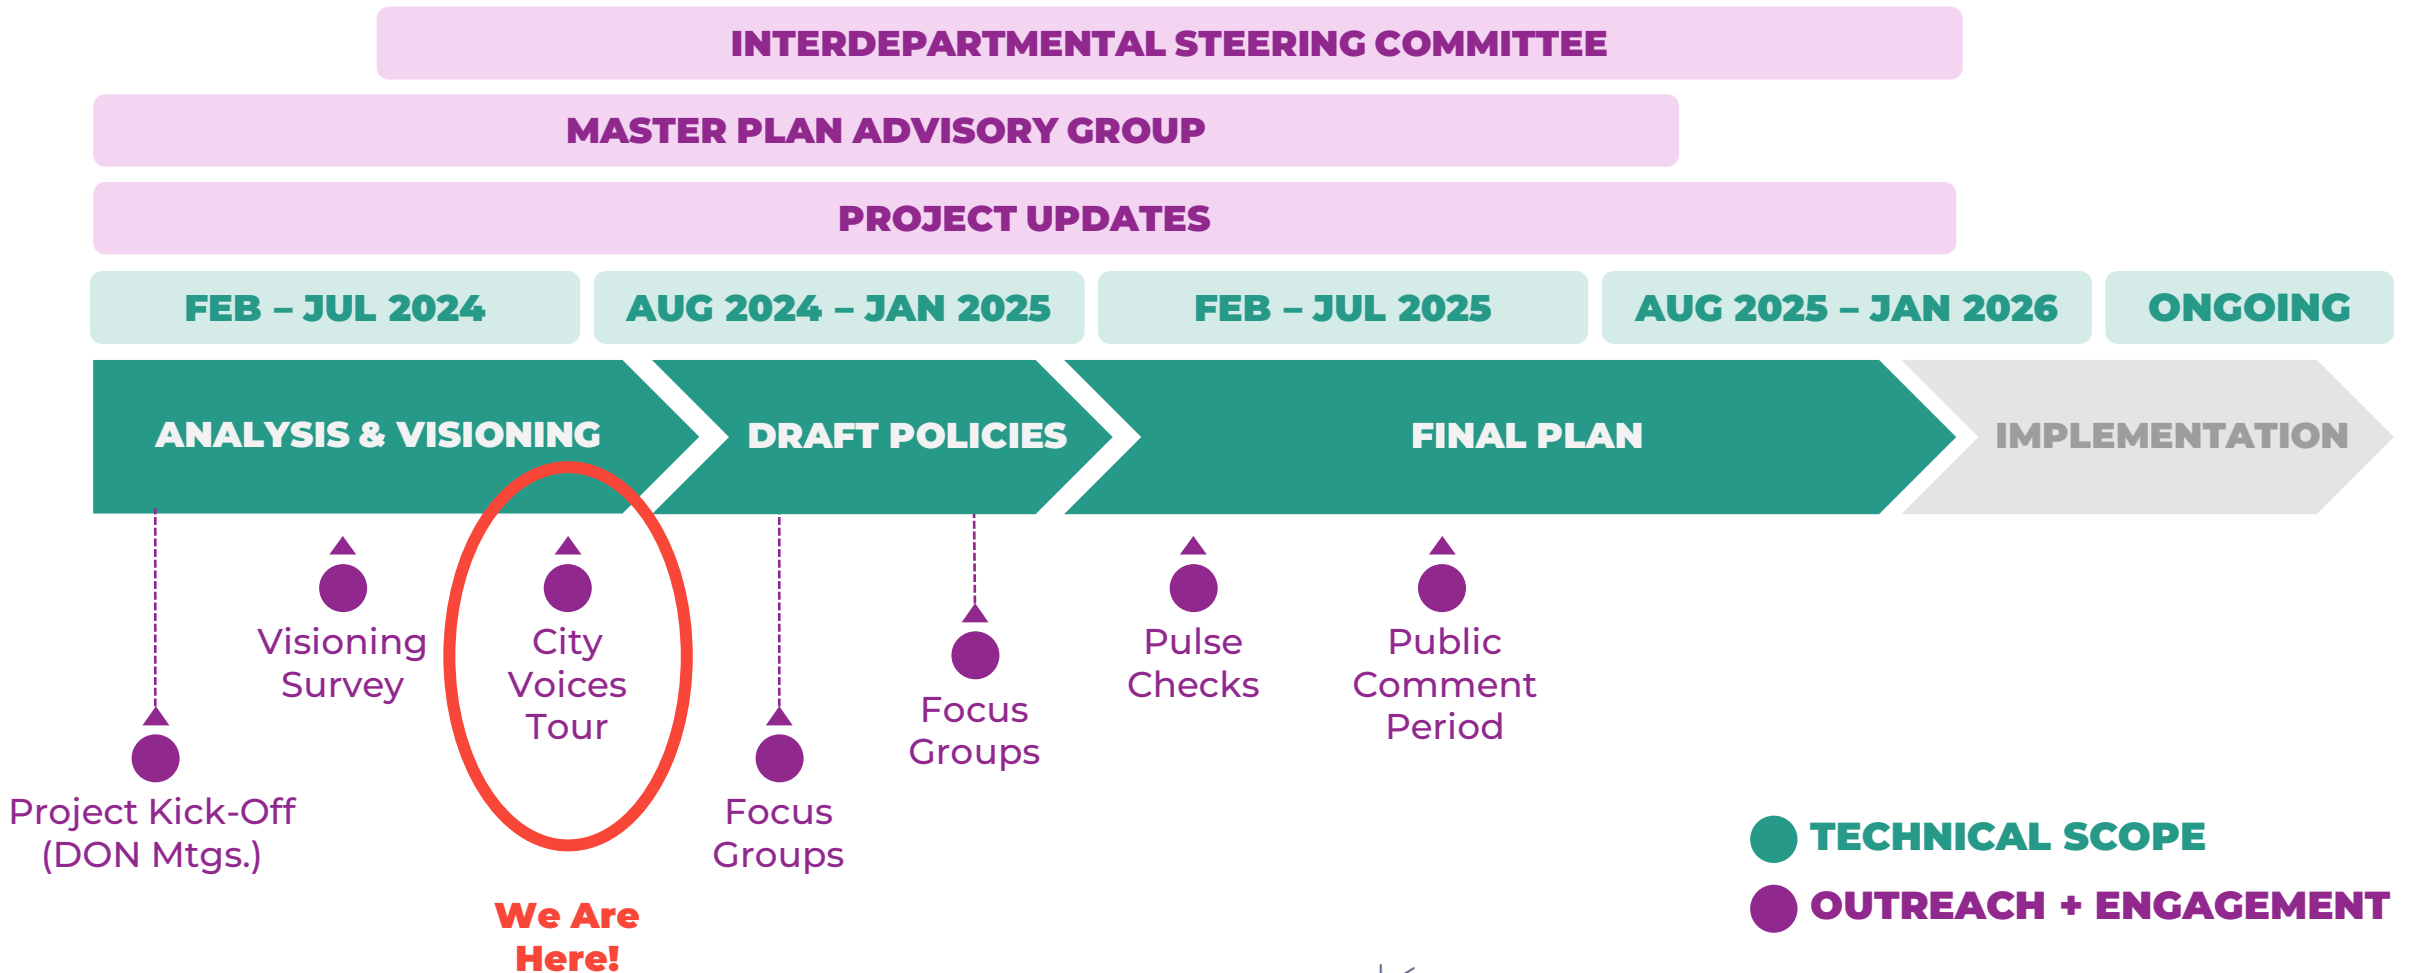 INTERDEPARTMENTAL STEERING COMMITTEE
MASTER PLAN ADVISORY GROUP
PROJECT UPDATES
FEB – JUL 2024
AUG 2024 – JAN 2025
FEB – JUL 2025
AUG 2025 – JAN 2026
ONGOING
ANALYSIS & VISIONING
DRAFT POLICIES
FINAL PLAN
IMPLEMENTATION
Project Kick-Off
(DON Mtgs.)
Visioning
Survey
City
Voices
Tour
We Are
Here!
Focus
Groups
Focus
Groups
Pulse
Checks
Public
Comment
Period
TECHNICAL SCOPE
OUTREACH + ENGAGEMENT